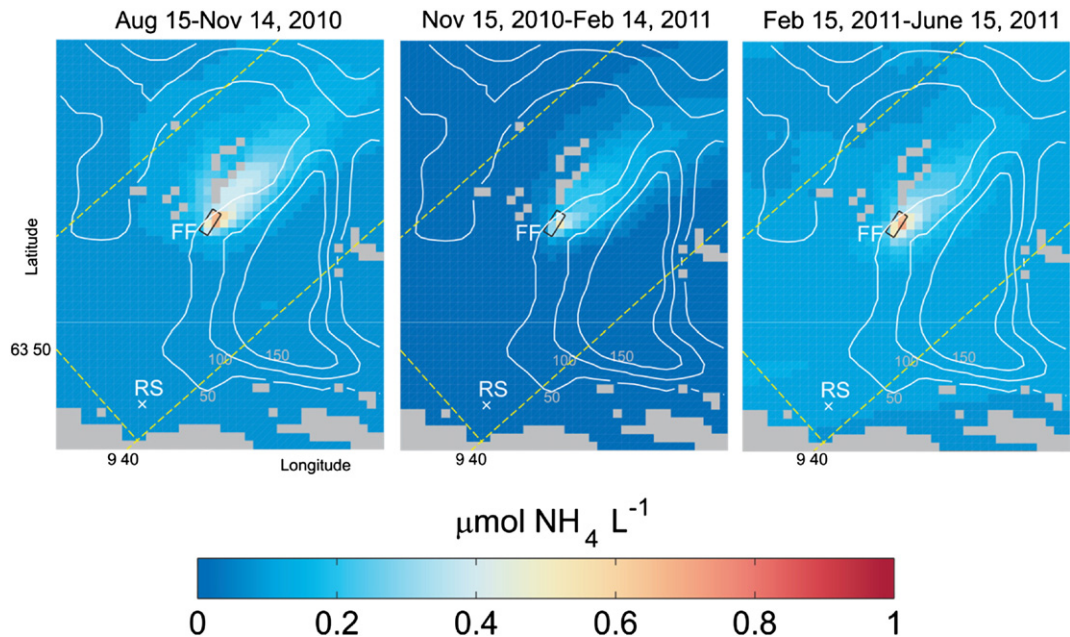 Aug 15-Nov 14, 2010
Nov 15, 2010-Feb 14, 2011
Feb 15, 2011-June 15, 2011
Latitude
FF
FF
FF
63 50
100
150
50
100
150
50
100
150
50
RS
RS
RS
9 40
Longitude
9 40
9 40
μmol NH₄ L⁻¹
0 0.2 0.4 0.6 0.8 1